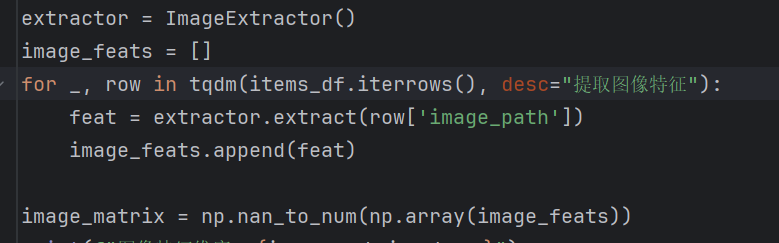 extractor = ImageExtractor()
image_feats = []
for _, row in tqdm(items_df.iterrows(), desc="提取图像特征"):
    feat = extractor.extract(row['image_path'])
    image_feats.append(feat)
image_matrix = np.nan_to_num(np.array(image_feats))